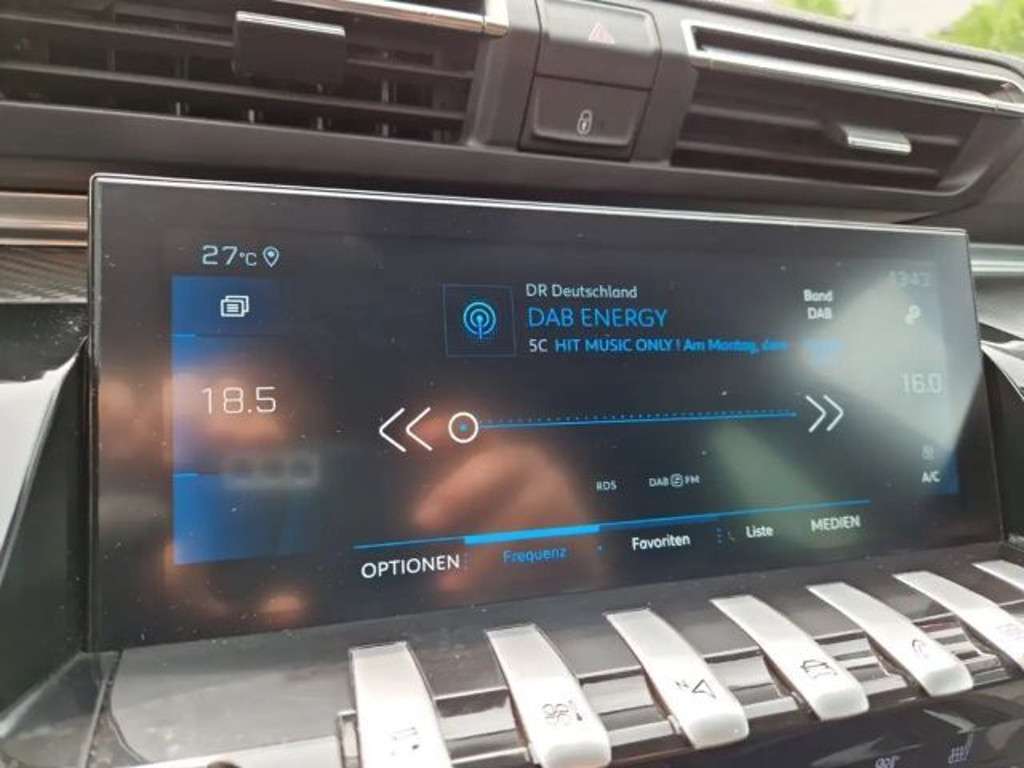 27°C
DR Deutschland
DAB ENERGY
5C HIT MUSIC ONLY ! Am Montag,
Band
DAB
18.5
16.0
A/C
RDS
DAB FM
OPTIONEN
Frequenz
Favoriten
Liste
MEDIEN
N